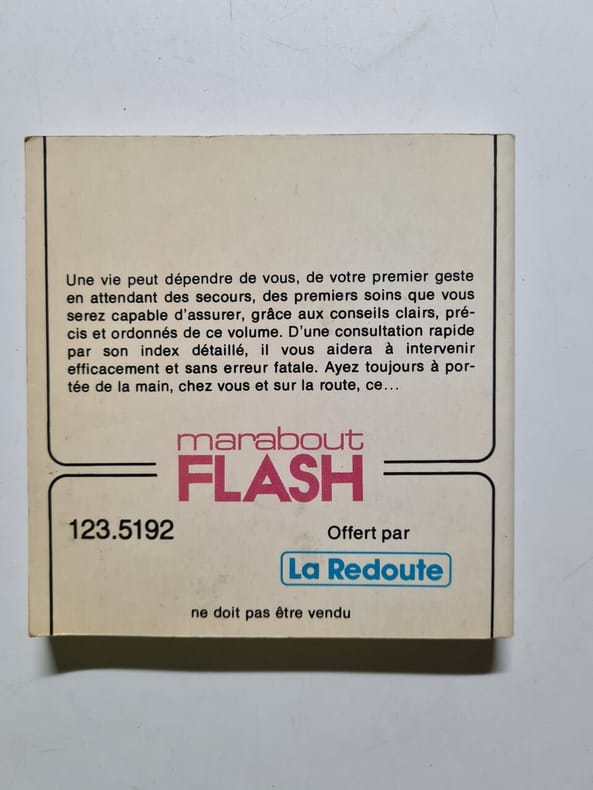 Une vie peut dépendre de vous, de votre premier geste
en attendant des secours, des premiers soins que vous
serez capable d'assurer, grâce aux conseils clairs, pré-
cis et ordonnés de ce volume. D'une consultation rapide
par son index détaillé, il vous aidera à intervenir
efficacement et sans erreur fatale. Ayez toujours à por-
tée de la main, chez vous et sur la route, ce...
marabout
FLASH
123.5192
Offert par
La Redoute
ne doit pas être vendu